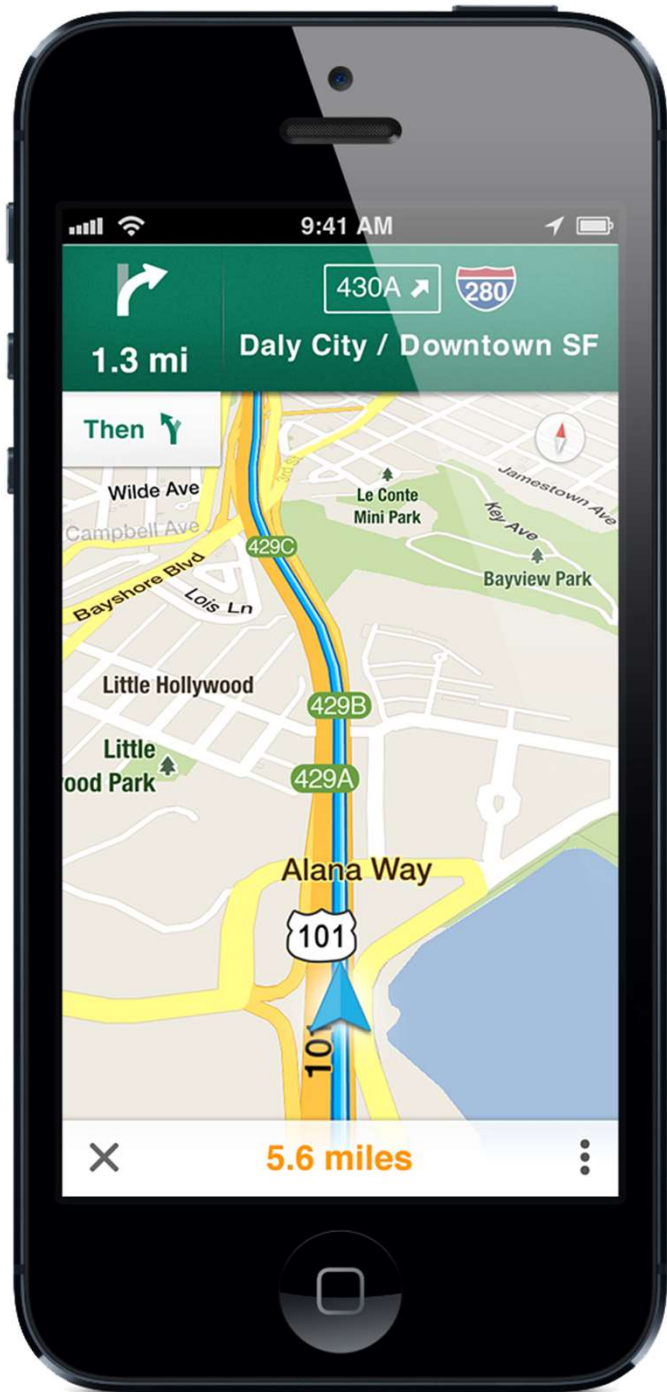 9:41 AM
430A 280
1.3 mi
Daly City / Downtown SF
Then
3rd St
Jamestown Ave
Wilde Ave
Le Conte
Mini Park
Key Ave
Campbell Ave
429C
Bayview Park
Bayshore Blvd
Lois Ln
Little Hollywood
429B
Little
ood Park
429A
Alana Way
101
101
5.6 miles